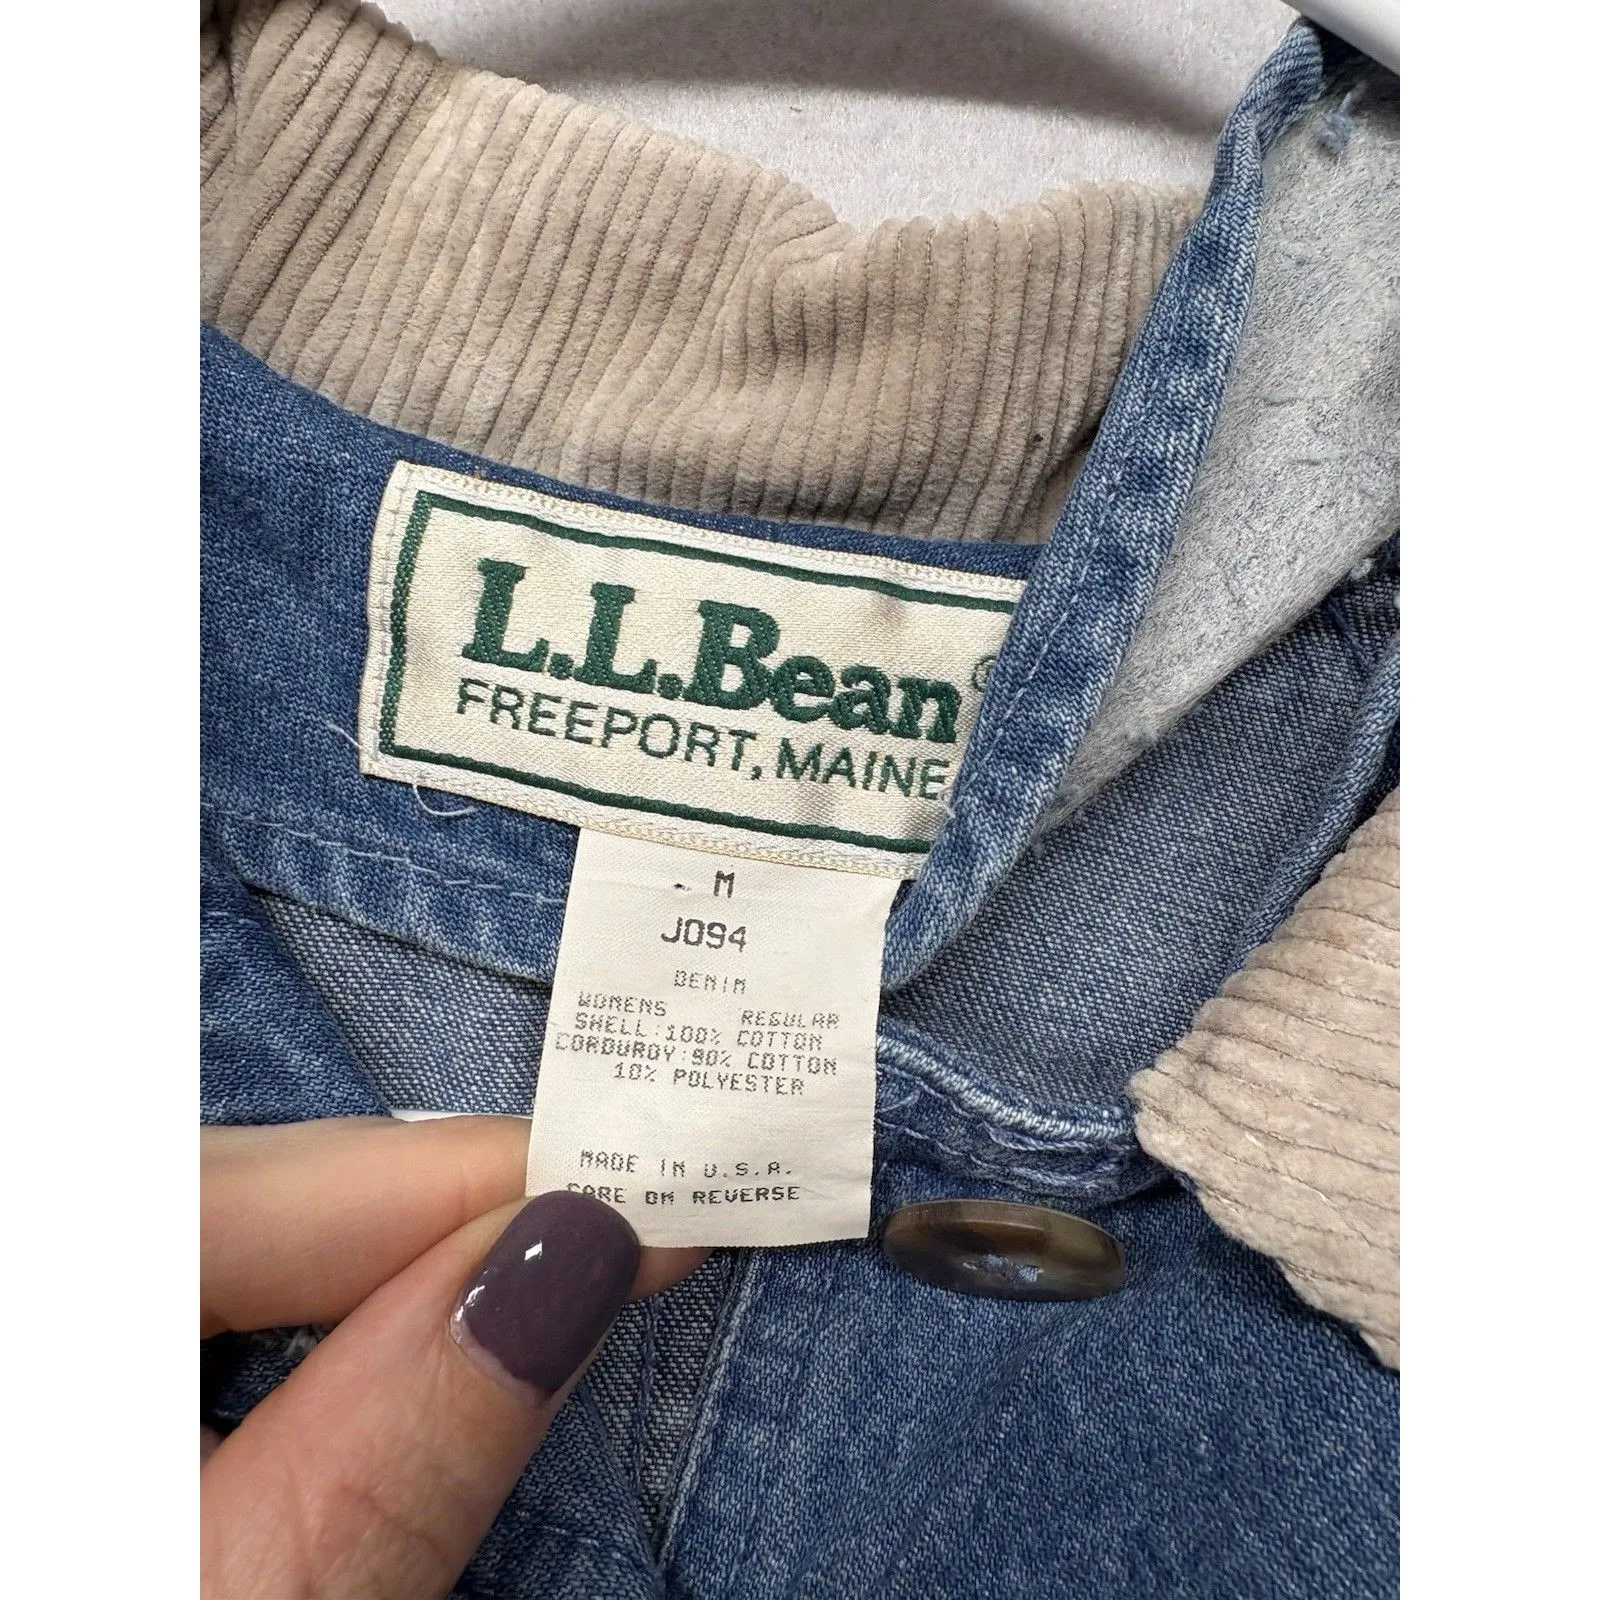 L.L.Bean®
FREEPORT, MAINE
M
J094
DENIM
WOMENS REGULAR
SHELL:100% COTTON
CORDUROY:90% COTTON
10% POLYESTER
MADE IN U.S.A.
CARE ON REVERSE